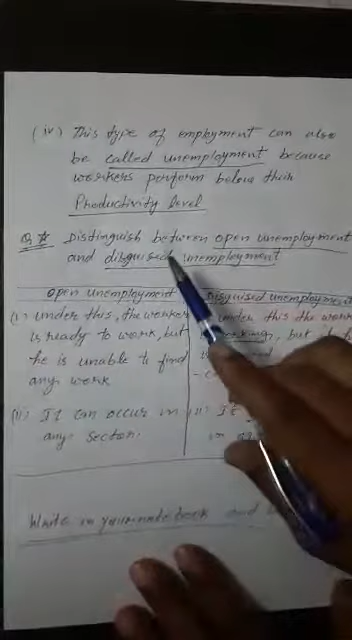 (iv) This type of employment can also
be called unemployment because
workers perform below their
Productivity level
Q. Distinguish between open unemployment
and disguised unemployment
open unemployment
Disguised unemployment
(i) Under this, the worker
is ready to work, but
he is unable to find
any work
under this the work
working, but
(ii) It can occur in
any sector.
It
Write in your note book and